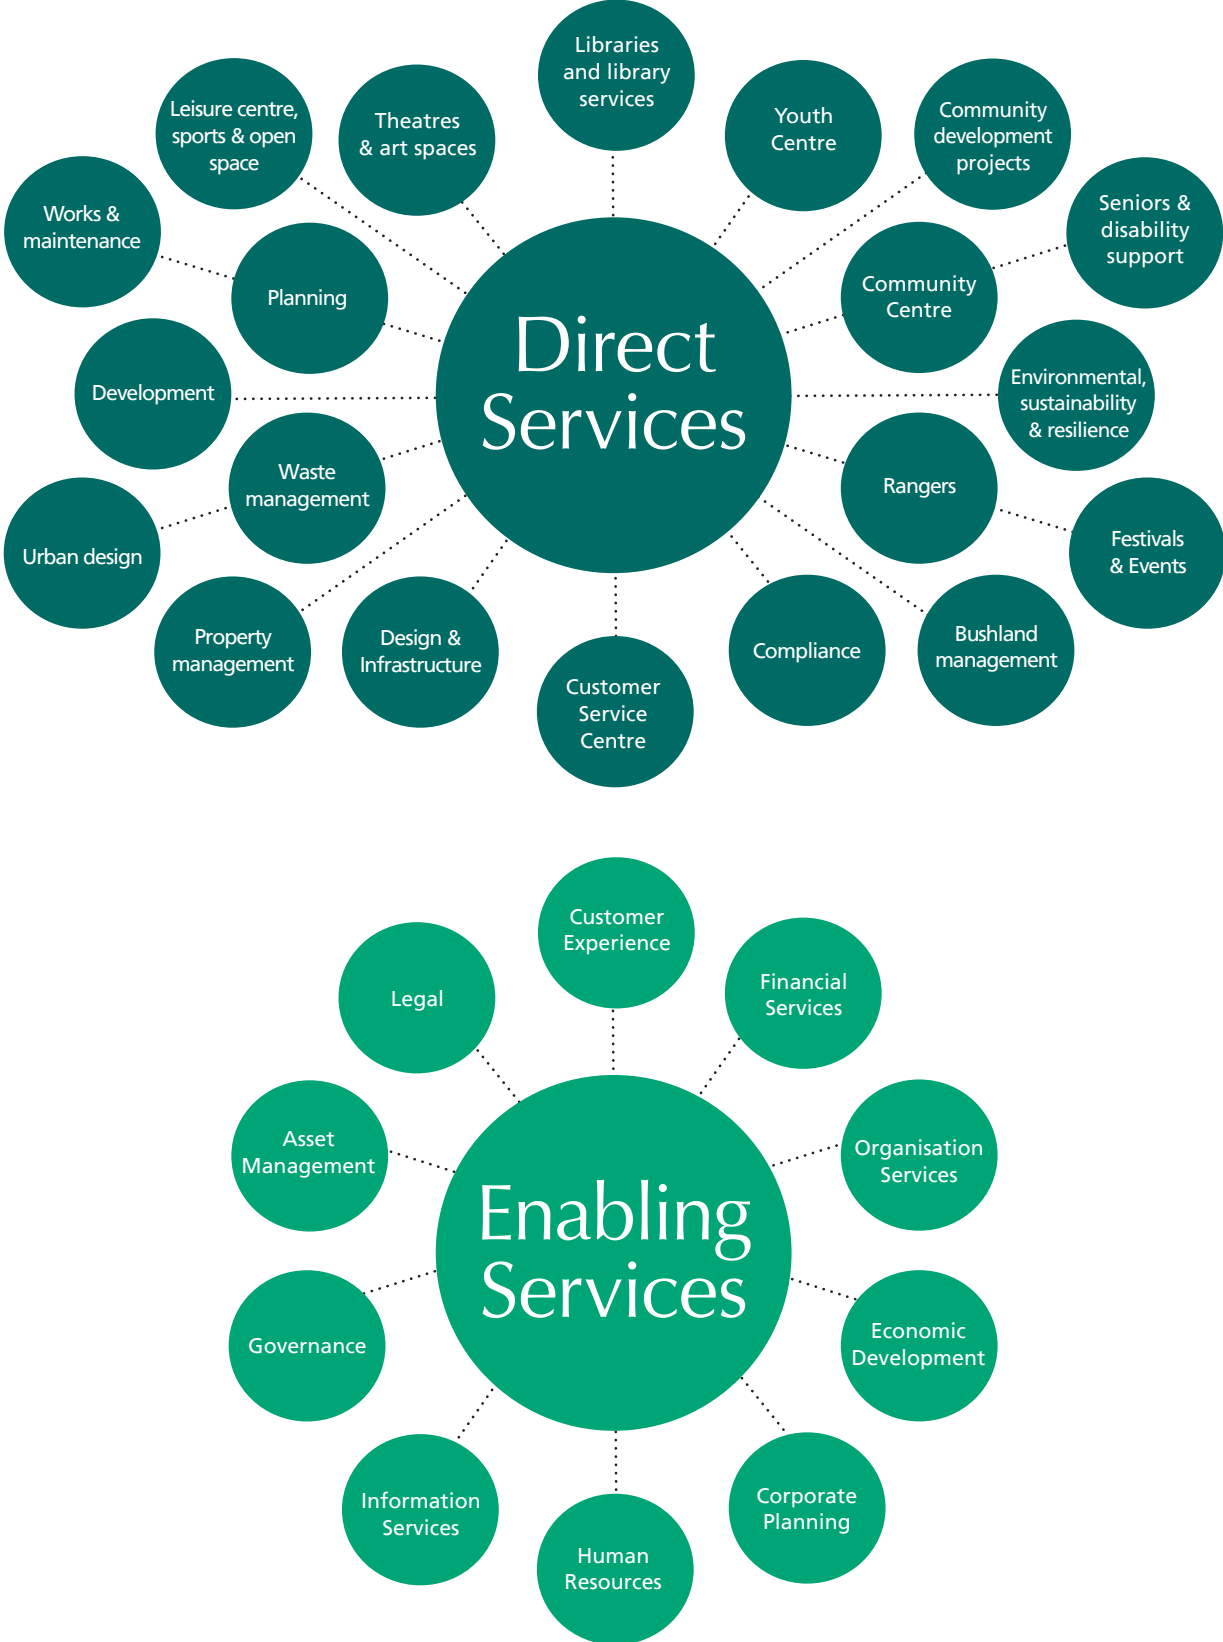 Libraries
and library
services
Leisure centre,
sports & open
space
Theatres
& art spaces
Youth
Centre
Community
development
projects
Works &
maintenance
Seniors &
disability
support
Planning
Community
Centre
Direct
Services
Development
Environmental,
sustainability
& resilience
Waste
management
Rangers
Urban design
Festivals
& Events
Property
management
Design &
Infrastructure
Customer
Service
Centre
Compliance
Bushland
management
Customer
Experience
Legal
Financial
Services
Asset
Management
Organisation
Services
Enabling
Services
Governance
Economic
Development
Information
Services
Human
Resources
Corporate
Planning